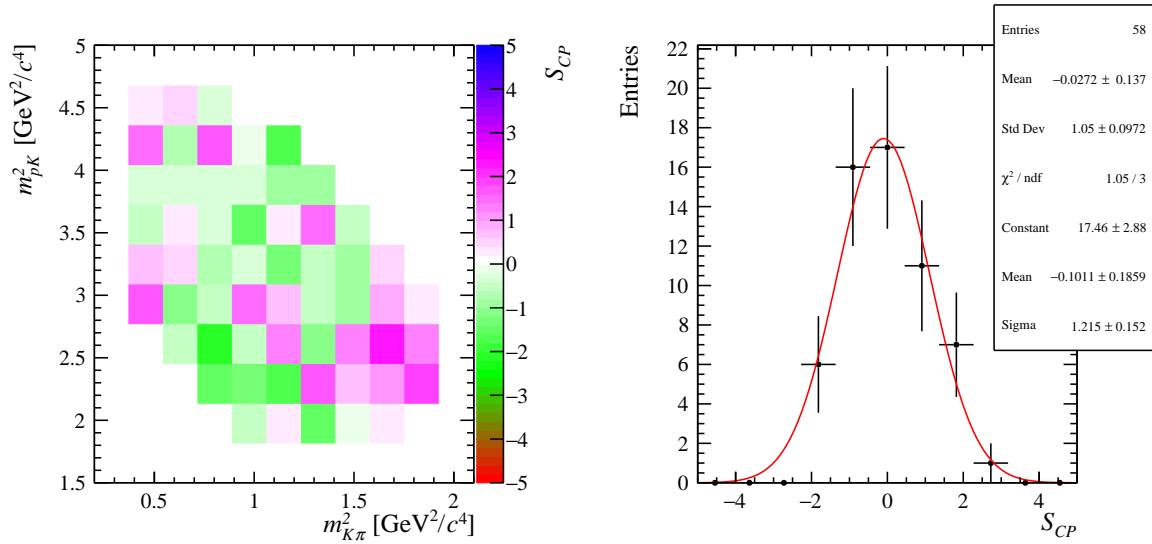 m²_{pK} [GeV²/c⁴]
5
4.5
4
3.5
3
2.5
2
1.5
0.5 1 1.5 2
m²_{Kπ} [GeV²/c⁴]
S_{CP}
5
4
3
2
1
0
−1
−2
−3
−4
−5
Entries
22
20
18
16
14
12
10
8
6
4
2
0
−4 −2 0 2 4
S_{CP}
Entries 58
Mean −0.0272 ± 0.137
Std Dev 1.05 ± 0.0972
χ² / ndf 1.05 / 3
Constant 17.46 ± 2.88
Mean −0.1011 ± 0.1859
Sigma 1.215 ± 0.152